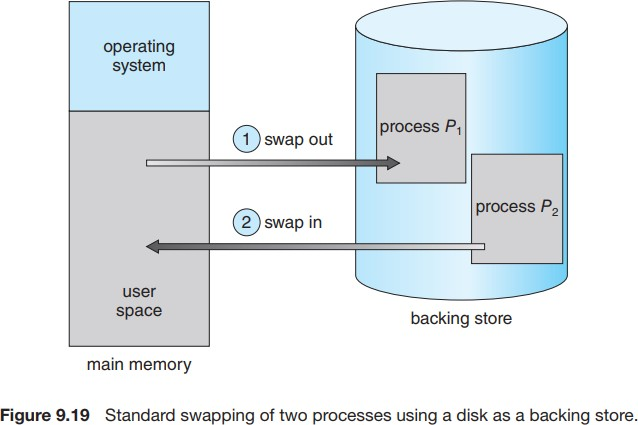 operating
system
1 swap out
process P1
process P2
2 swap in
user
space
backing store
main memory
Figure 9.19 Standard swapping of two processes using a disk as a backing store.